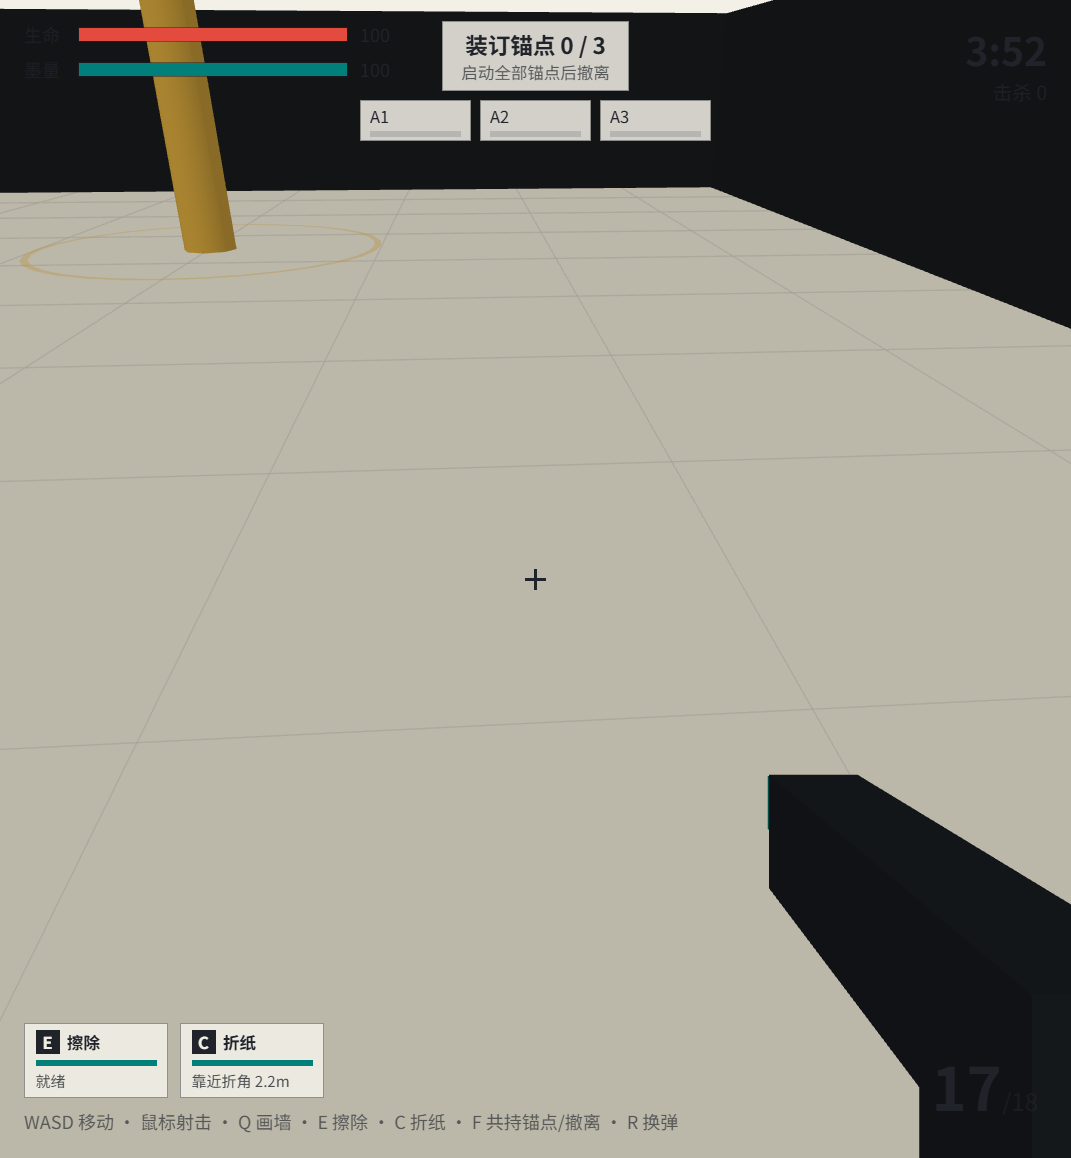 生命 100
墨量 100
装订锚点 0 / 3
启动全部锚点后撤离
A1
A2
A3
3:52
击杀 0
E 擦除
就绪
C 折纸
靠近折角 2.2m
17/18
WASD 移动 · 鼠标射击 · Q 画墙 · E 擦除 · C 折纸 · F 共持锚点/撤离 · R 换弹